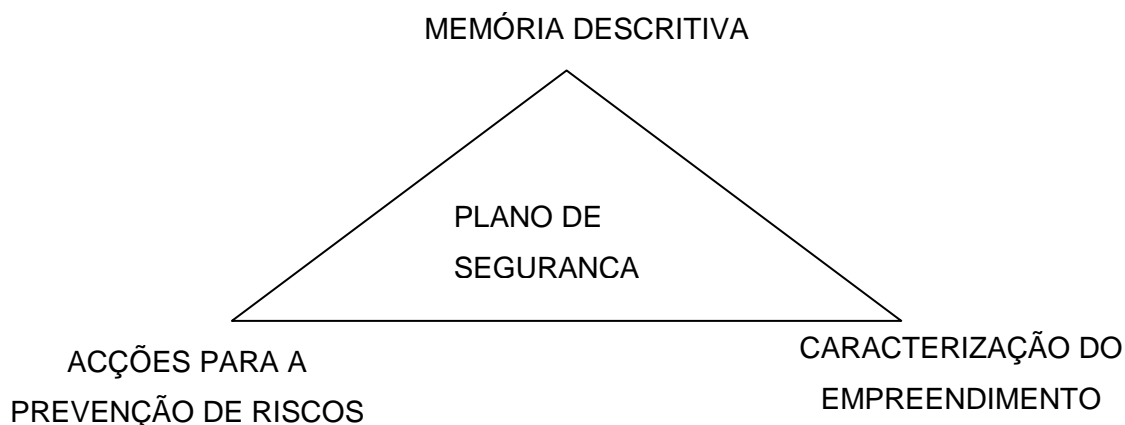 MEMÓRIA DESCRITIVA
PLANO DE
SEGURANCA
ACÇÕES PARA A
PREVENÇÃO DE RISCOS
CARACTERIZAÇÃO DO
EMPREENDIMENTO